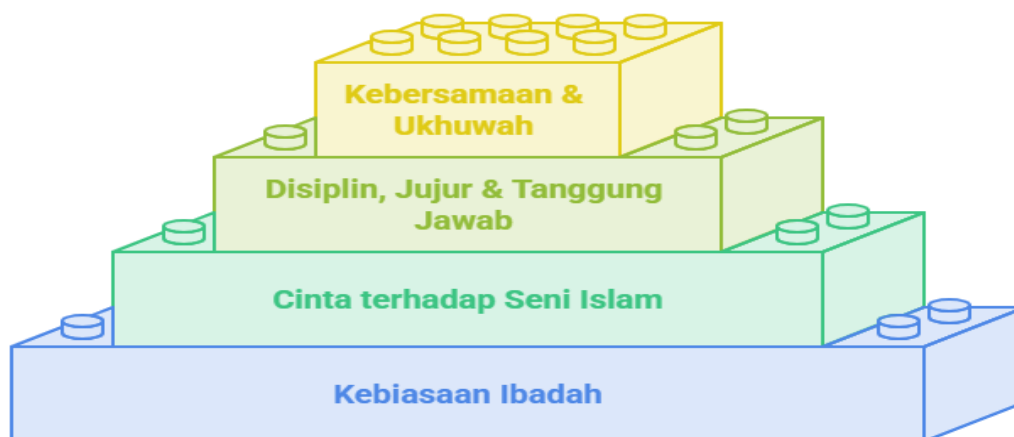 Kebersamaan &
Ukhuwah
Disiplin, Jujur & Tanggung
Jawab
Cinta terhadap Seni Islam
Kebiasaan Ibadah